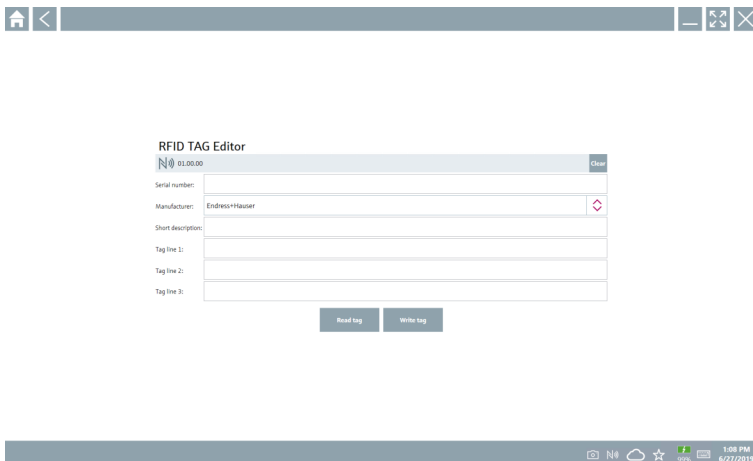 RFID TAG Editor
01.00.00
Clear
Serial number:
Manufacturer: Endress+Hauser
Short description:
Tag line 1:
Tag line 2:
Tag line 3:
Read tag Write tag
99%
1:08 PM
6/27/2019